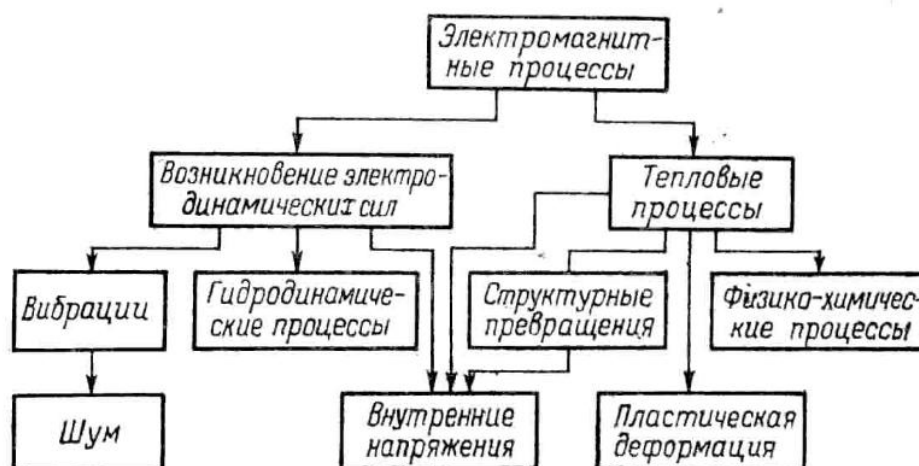 Электромагнит-
ные процессы
Возникновение электро-
динамических сил
Тепловые
процессы
Вибрации
Гидродинамиче-
ские процессы
Структурные
превращения
Физико-химичес-
кие процессы
Шум
Внутренние
напряжения
Пластическая
деформация